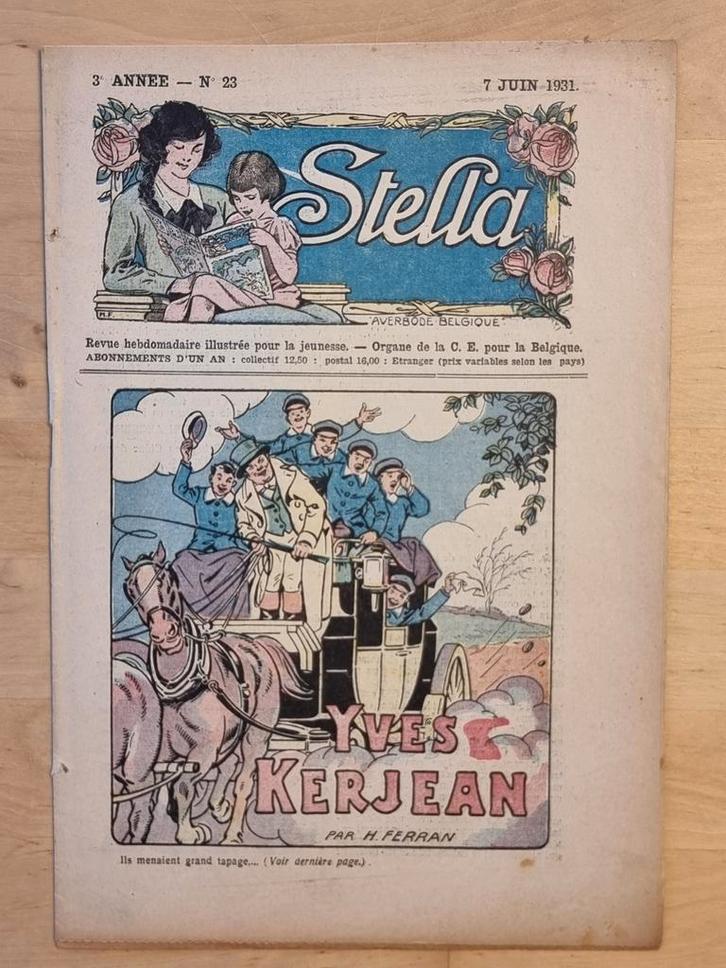 3e ANNEE — N° 23
7 JUIN 1931.
Stella
"AVERBODE BELGIQUE"
H.F.
Revue hebdomadaire illustrée pour la jeunesse. — Organe de la C. E. pour la Belgique.
ABONNEMENTS D'UN AN : collectif 12,50 : postal 16,00 : Etranger (prix variables selon les pays)
YVES
KERJEAN
PAR H. FERRAN
Ils menaient grand tapage.... (Voir dernière page.)